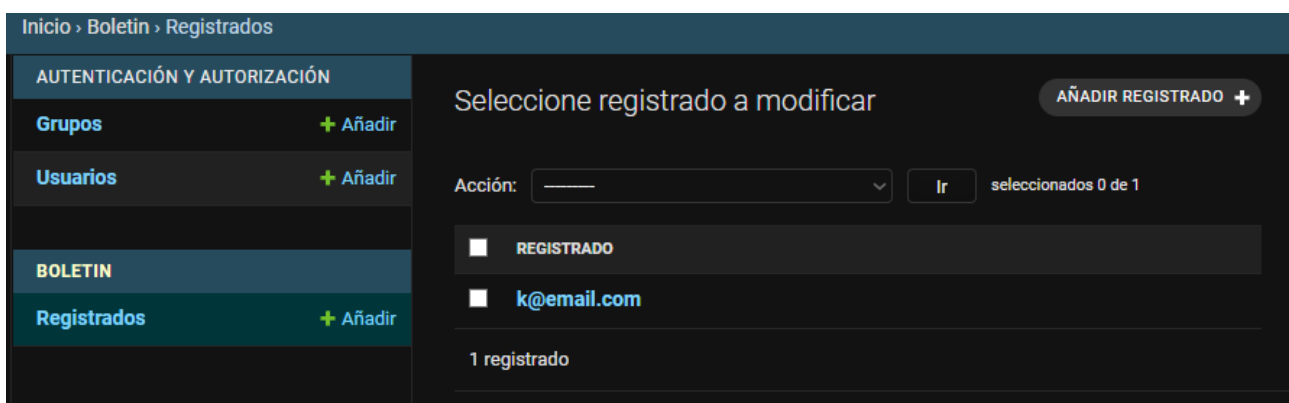 Inicio › Boletin › Registrados
AUTENTICACIÓN Y AUTORIZACIÓN
Grupos + Añadir
Usuarios + Añadir
BOLETIN
Registrados + Añadir
Seleccione registrado a modificar
AÑADIR REGISTRADO +
Acción: --------- Ir seleccionados 0 de 1
REGISTRADO
k@email.com
1 registrado